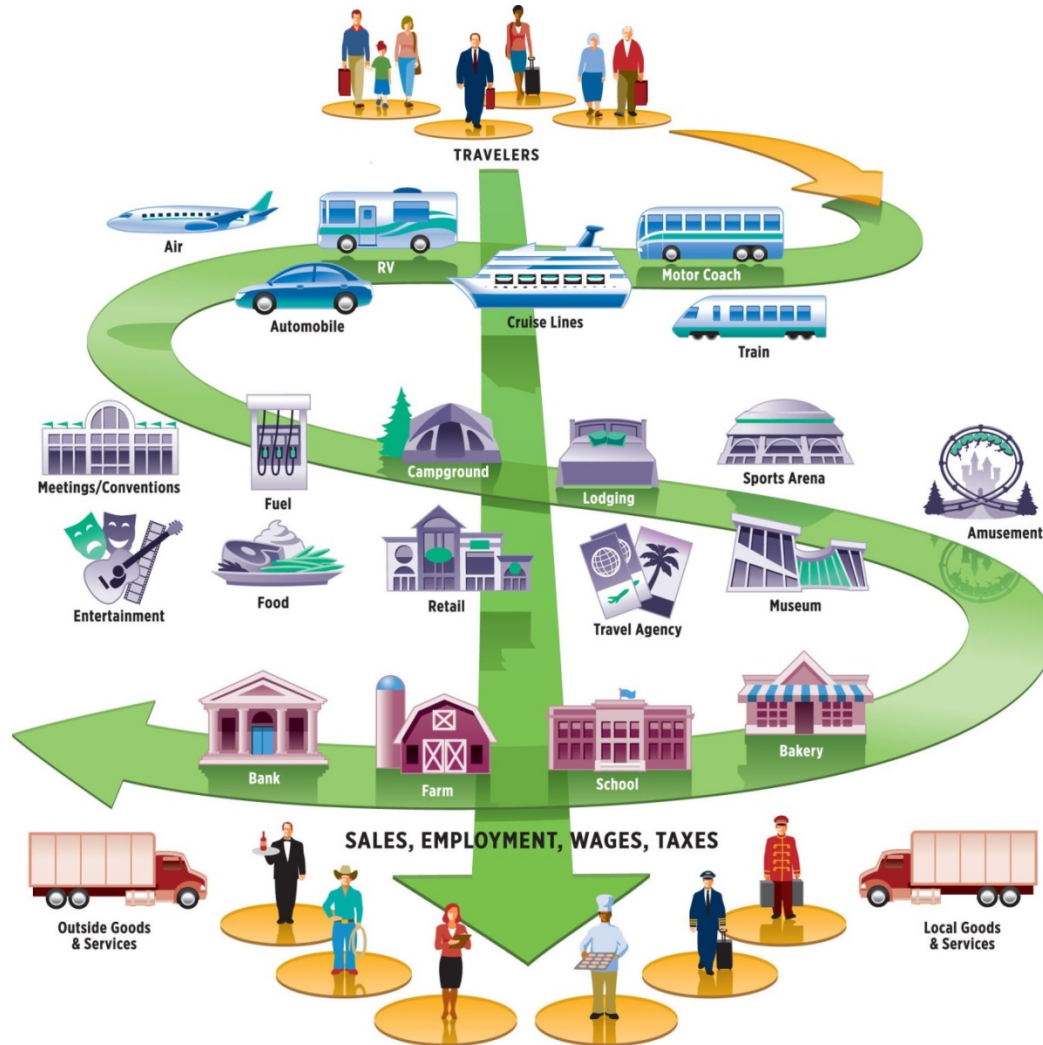 TRAVELERS
Air
RV
Motor Coach
Automobile
Cruise Lines
Train
Meetings/Conventions
Fuel
Campground
Lodging
Sports Arena
Amusement
Entertainment
Food
Retail
Travel Agency
Museum
Bank
Farm
School
Bakery
SALES, EMPLOYMENT, WAGES, TAXES
Outside Goods
& Services
Local Goods
& Services